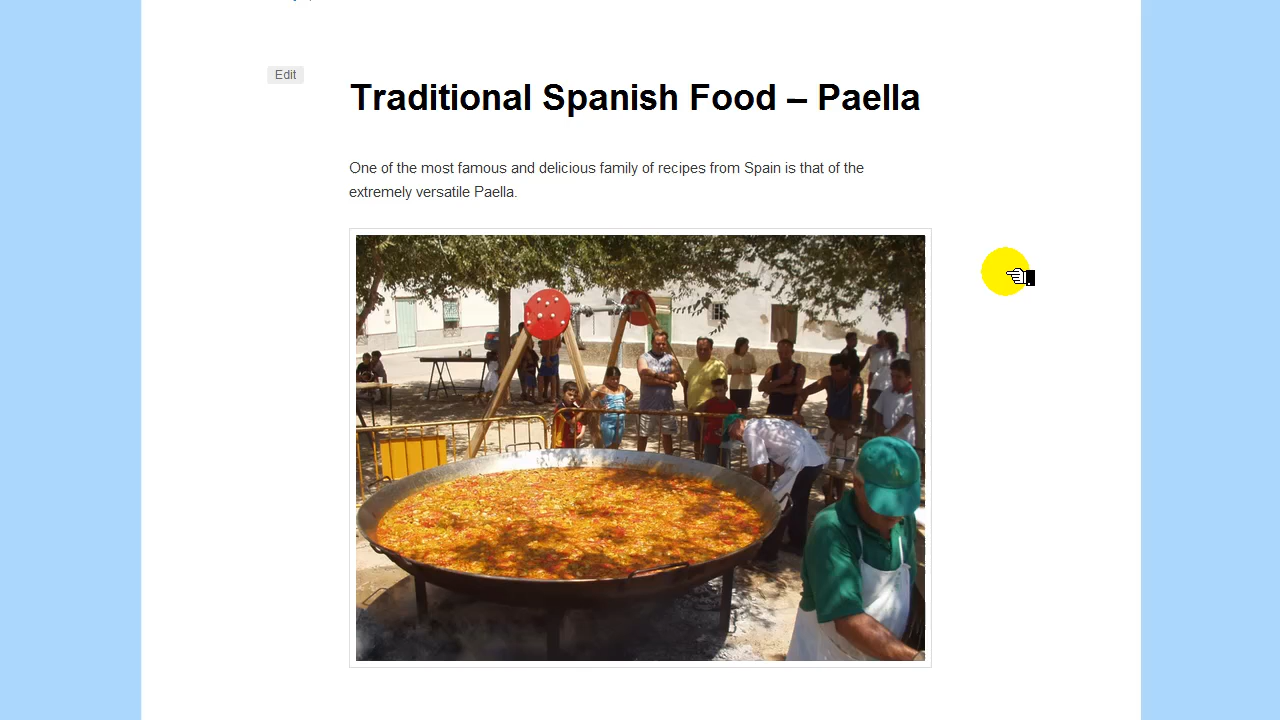 Edit
Traditional Spanish Food – Paella
One of the most famous and delicious family of recipes from Spain is that of the
extremely versatile Paella.